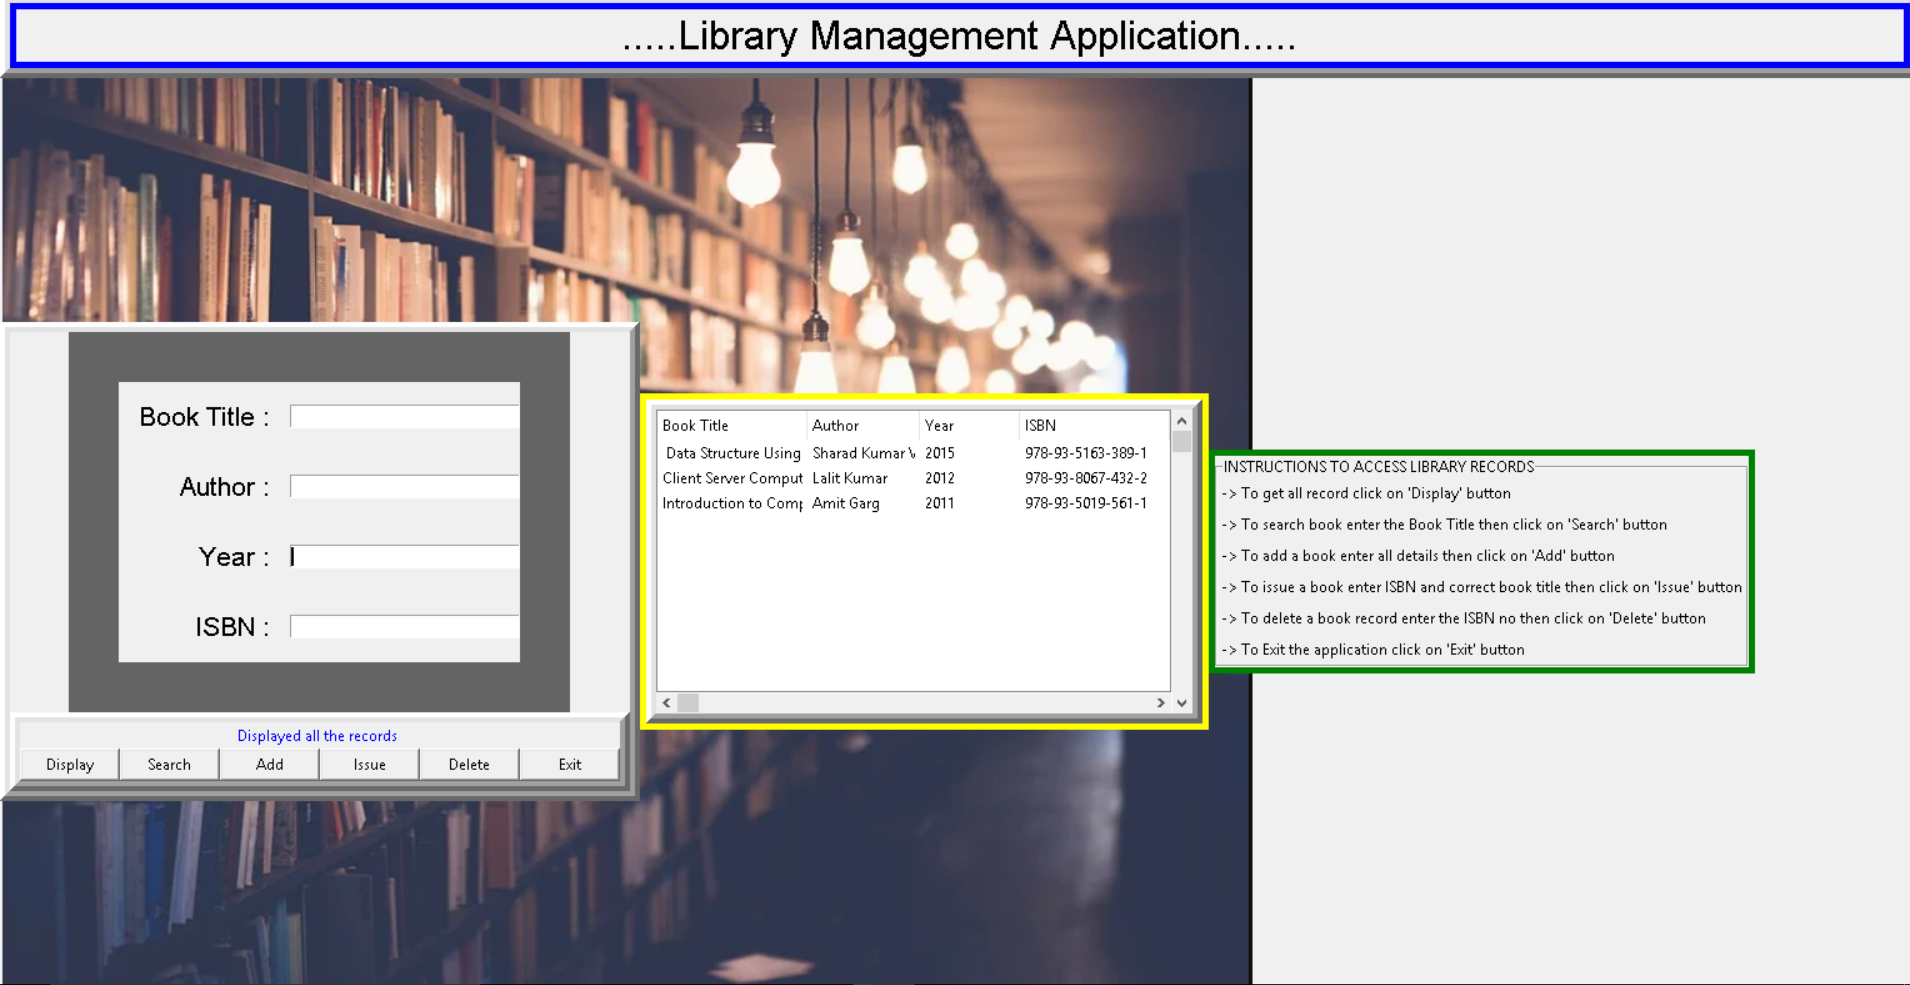 .....Library Management Application.....
Book Title :
Author :
Year :
ISBN :
Displayed all the records
Display Search Add Issue Delete Exit
Book Title Author Year ISBN
Data Structure Using Sharad Kumar 2015 978-93-5163-389-1
Client Server Comput Lalit Kumar 2012 978-93-8067-432-2
Introduction to Comp Amit Garg 2011 978-93-5019-561-1
INSTRUCTIONS TO ACCESS LIBRARY RECORDS
-> To get all record click on 'Display' button
-> To search book enter the Book Title then click on 'Search' button
-> To add a book enter all details then click on 'Add' button
-> To issue a book enter ISBN and correct book title then click on 'Issue' button
-> To delete a book record enter the ISBN no then click on 'Delete' button
-> To Exit the application click on 'Exit' button